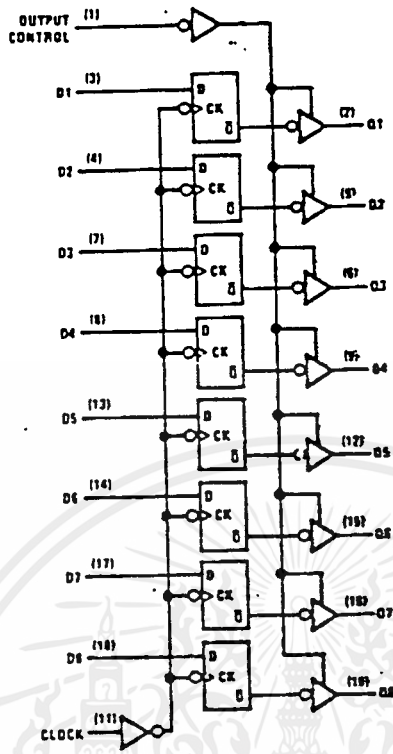 OUTPUT CONTROL (1)
D1 (3) D CK Q̅ (2) Q1
D2 (4) D CK Q̅ (5) Q2
D3 (7) D CK Q̅ (6) Q3
D4 (8) D CK Q̅ (9) Q4
D5 (13) D CK Q̅ (12) Q5
D6 (14) D CK Q̅ (15) Q6
D7 (17) D CK Q̅ (16) Q7
D8 (18) D CK Q̅ (19) Q8
CLOCK (11)